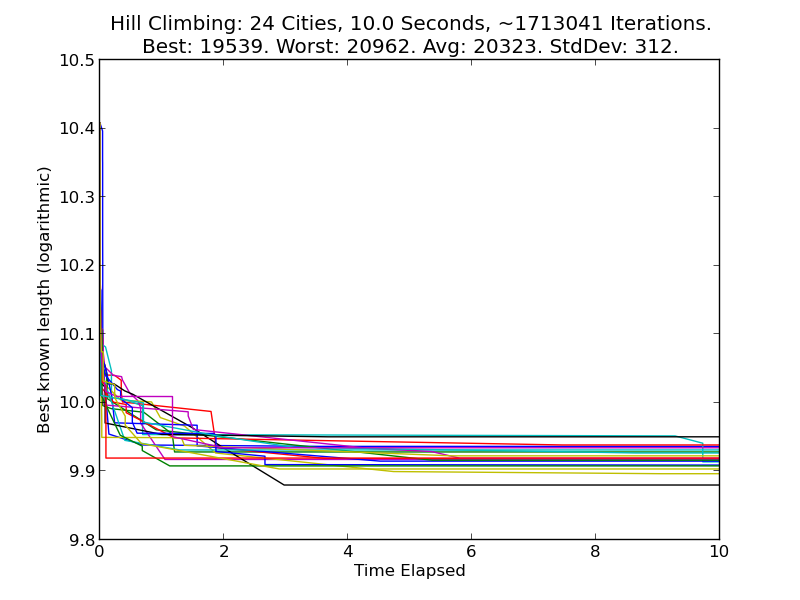 Hill Climbing: 24 Cities, 10.0 Seconds, ~1713041 Iterations.
Best: 19539. Worst: 20962. Avg: 20323. StdDev: 312.
10.5
10.4
10.3
10.2
10.1
10.0
9.9
9.8
Best known length (logarithmic)
0 2 4 6 8 10
Time Elapsed